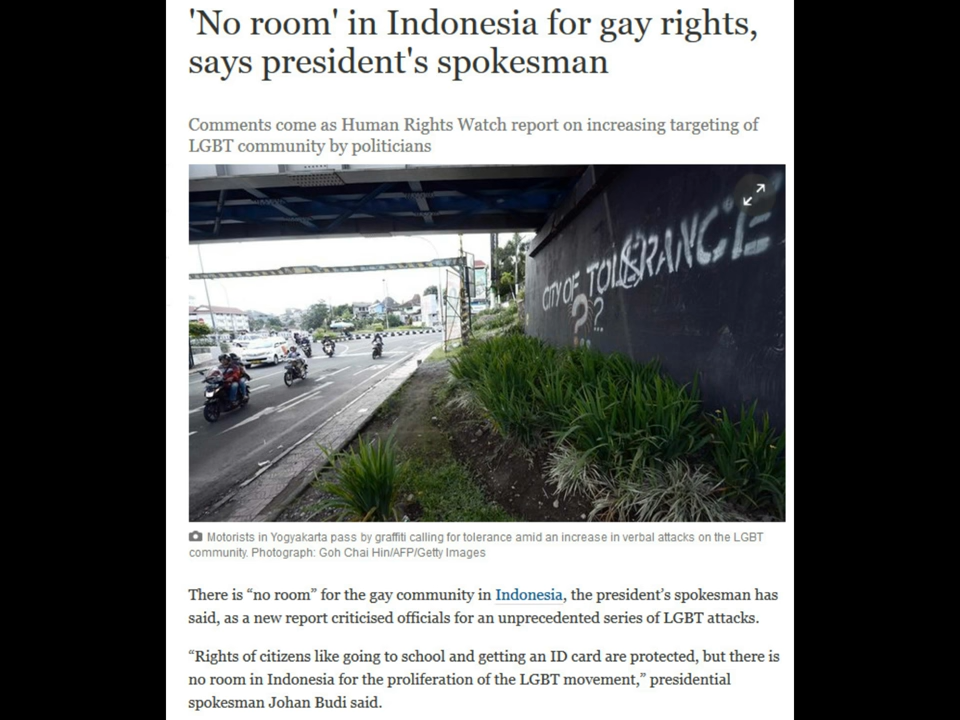 'No room' in Indonesia for gay rights,
says president's spokesman
Comments come as Human Rights Watch report on increasing targeting of
LGBT community by politicians
CITY OF TOLERANCE
??
Motorists in Yogyakarta pass by graffiti calling for tolerance amid an increase in verbal attacks on the LGBT
community. Photograph: Goh Chai Hin/AFP/Getty Images
There is “no room” for the gay community in Indonesia, the president’s spokesman has
said, as a new report criticised officials for an unprecedented series of LGBT attacks.
“Rights of citizens like going to school and getting an ID card are protected, but there is
no room in Indonesia for the proliferation of the LGBT movement,” presidential
spokesman Johan Budi said.